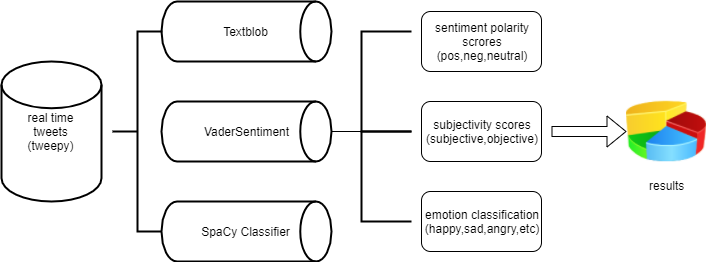 real time
tweets
(tweepy)
Textblob
VaderSentiment
SpaCy Classifier
sentiment polarity
scrores
(pos,neg,neutral)
subjectivity scores
(subjective,objective)
emotion classification
(happy,sad,angry,etc)
results